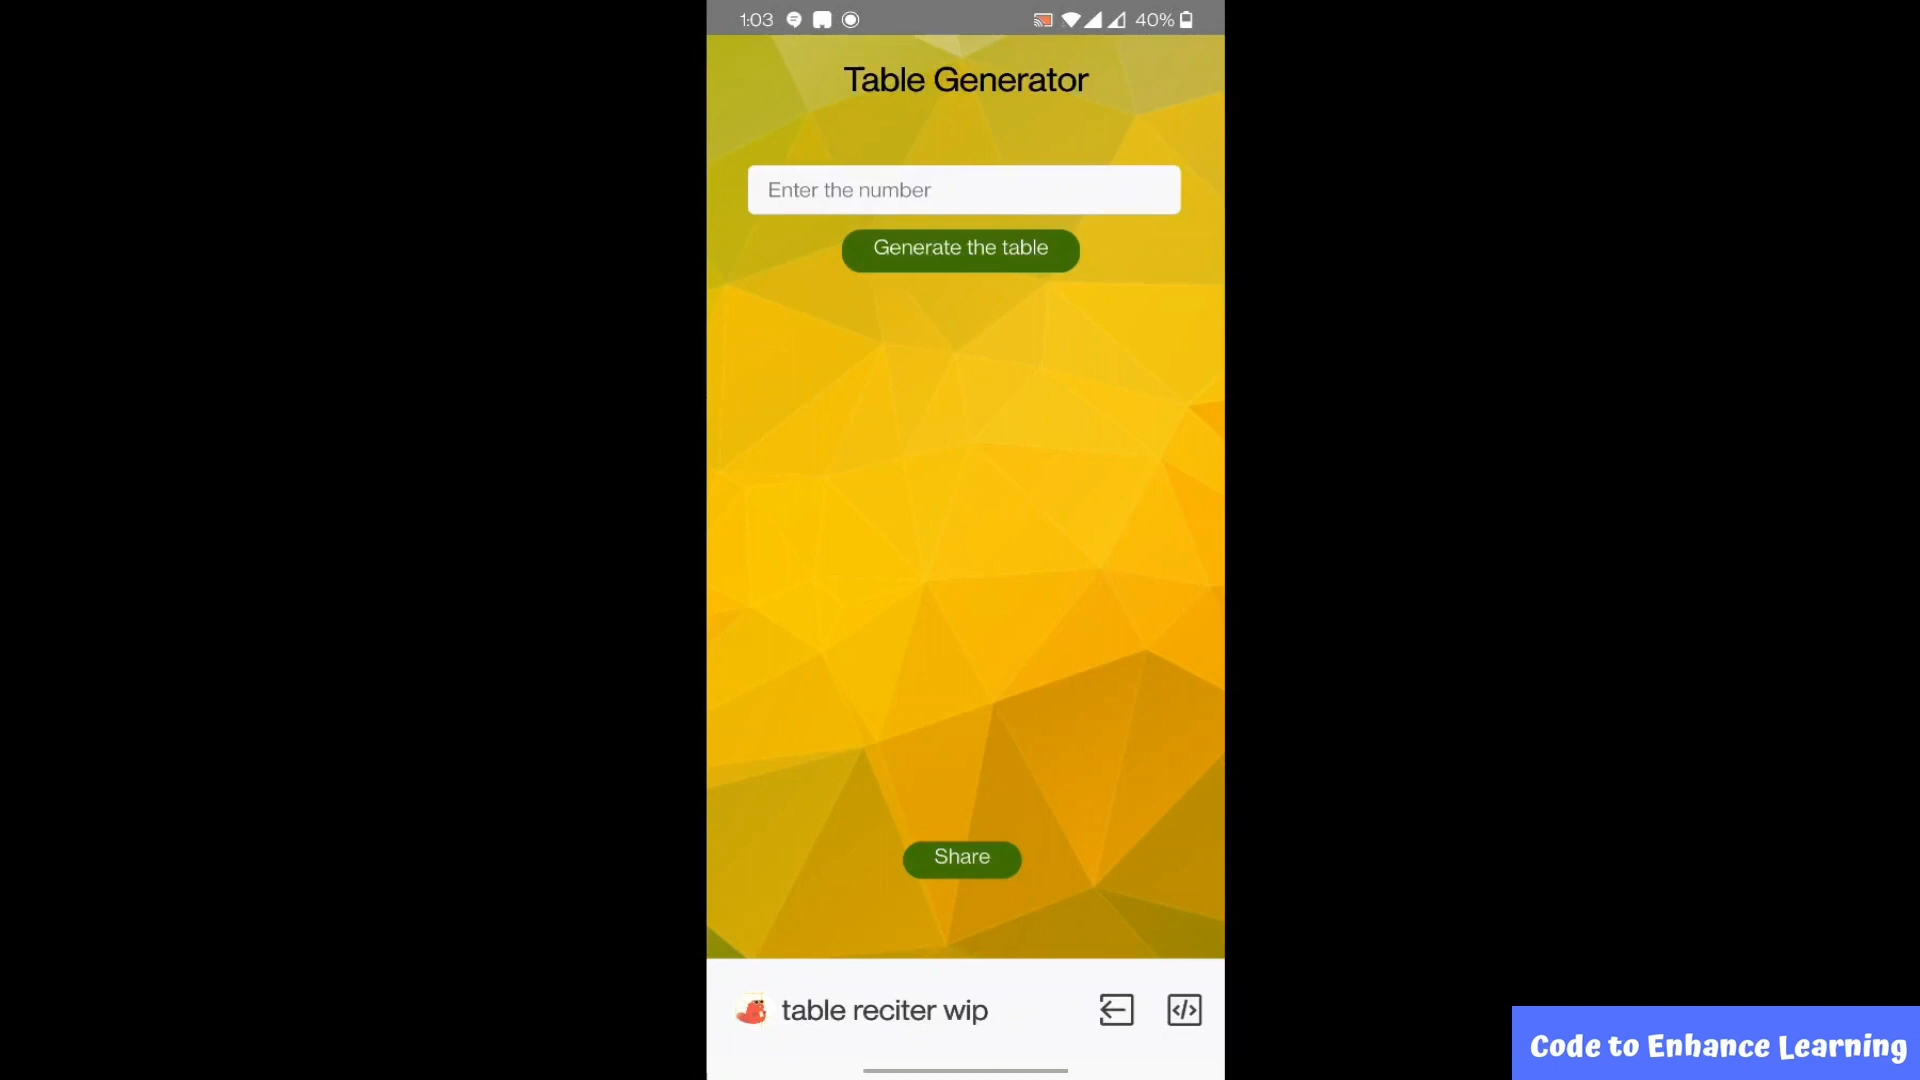 1:03
40%
Table Generator
Enter the number
Generate the table
Share
table reciter wip
Code to Enhance Learning